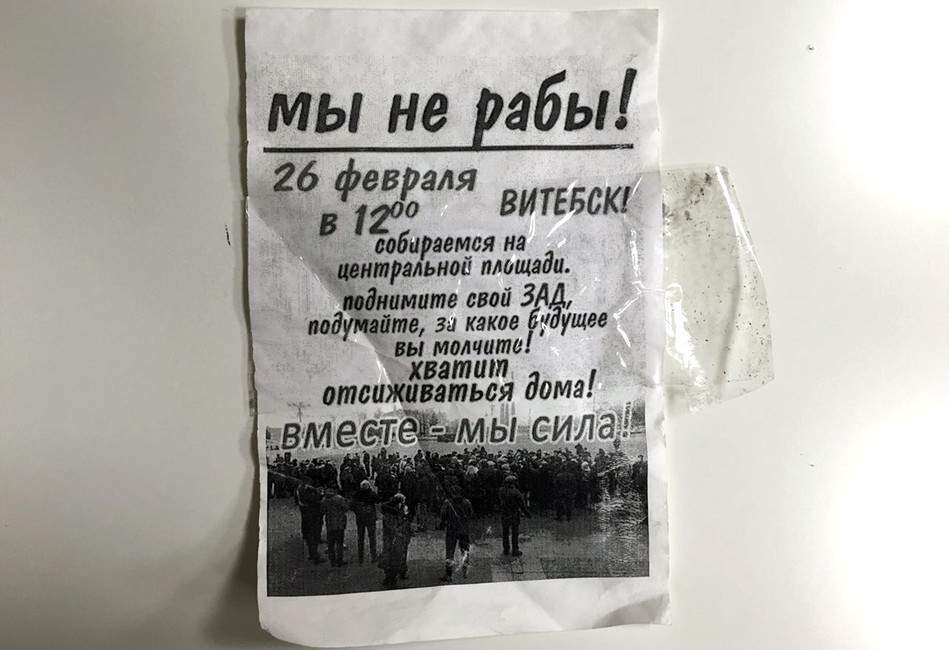 мы не рабы!
26 февраля
в 12⁰⁰
ВИТЕБСК!
собираемся на
центральной площади.
поднимите свой ЗАД,
подумайте, за какое будущее
вы молчите!
хватит
отсиживаться дома!
вместе - мы сила!